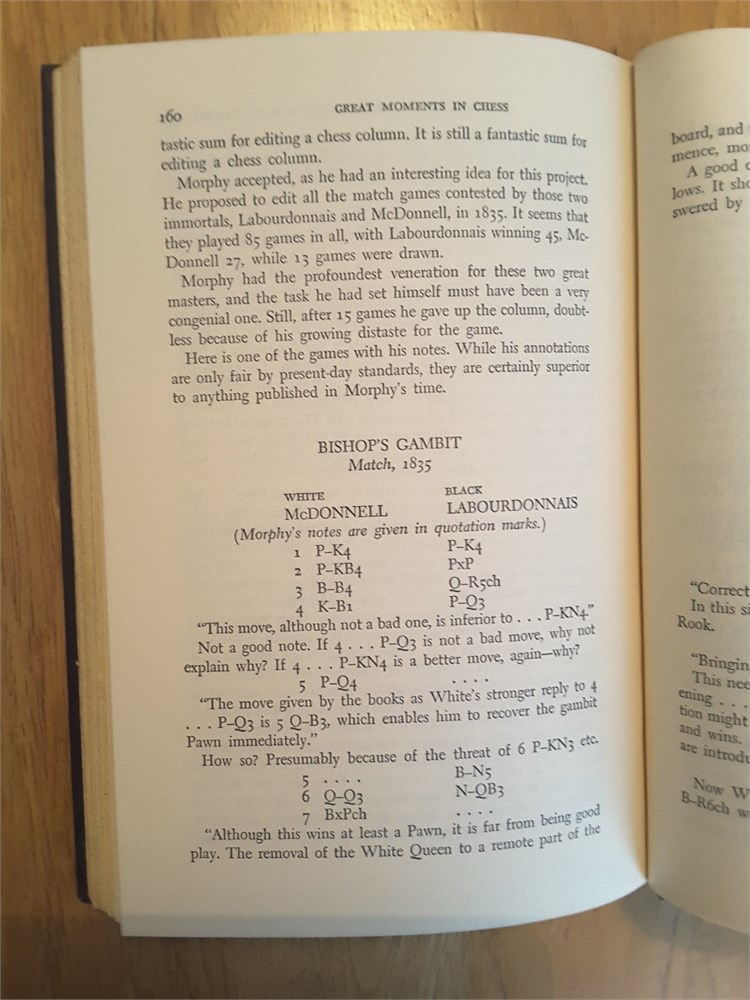 160
GREAT MOMENTS IN CHESS
tastic sum for editing a chess column. It is still a fantastic sum for
editing a chess column.
Morphy accepted, as he had an interesting idea for this project.
He proposed to edit all the match games contested by those two
immortals, Labourdonnais and McDonnell, in 1835. It seems that
they played 85 games in all, with Labourdonnais winning 45, Mc-
Donnell 27, while 13 games were drawn.
Morphy had the profoundest veneration for these two great
masters, and the task he had set himself must have been a very
congenial one. Still, after 15 games he gave up the column, doubt-
less because of his growing distaste for the game.
Here is one of the games with his notes. While his annotations
are only fair by present-day standards, they are certainly superior
to anything published in Morphy's time.
BISHOP'S GAMBIT
Match, 1835
WHITE BLACK
McDONNELL LABOURDONNAIS
(Morphy's notes are given in quotation marks.)
1 P–K4 P–K4
2 P–KB4 PxP
3 B–B4 Q–R5ch
4 K–B1 P–Q3
"This move, although not a bad one, is inferior to . . . P–KN4."
Not a good note. If 4 . . . P–Q3 is not a bad move, why not
explain why? If 4 . . . P–KN4 is a better move, again—why?
5 P–Q4 . . . .
"The move given by the books as White's stronger reply to 4
. . . P–Q3 is 5 Q–B3, which enables him to recover the gambit
Pawn immediately."
How so? Presumably because of the threat of 6 P–KN3 etc.
5 . . . . B–N5
6 Q–Q3 N–QB3
7 BxPch . . . .
"Although this wins at least a Pawn, it is far from being good
play. The removal of the White Queen to a remote part of the
board, and
mence, mo
A good
lows. It sho
swered by
"Correct
In this si
Rook.
"Bringin
This nee
ening . . .
tion might
and wins.
are introdu
Now W
B–R6ch w